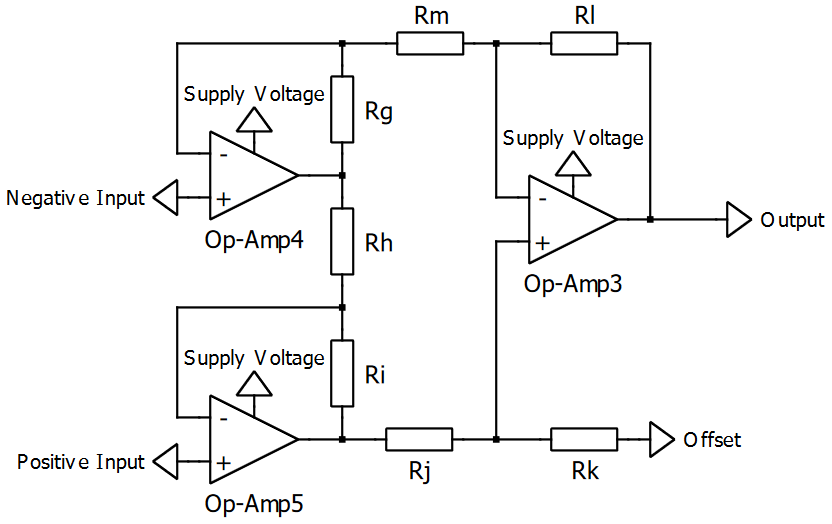 Rm
Rl
Supply Voltage
Rg
Supply Voltage
-
-
Negative Input
+
Output
Op-Amp4
Rh
+
Op-Amp3
Supply Voltage
Ri
-
Offset
Positive Input
+
Rj
Rk
Op-Amp5